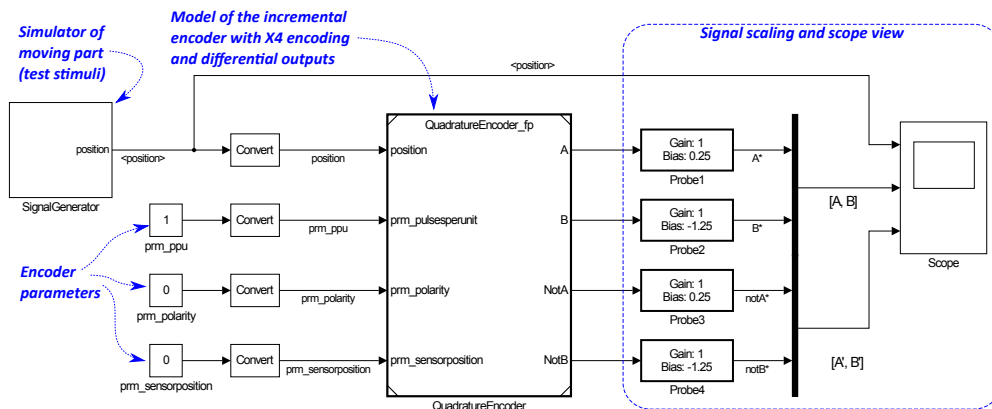 Simulator of
moving part
(test stimuli)
Model of the incremental
encoder with X4 encoding
and differential outputs
Signal scaling and scope view
<position>
position
<position>
SignalGenerator
Convert
position
1
prm_ppu
Convert
prm_ppu
Encoder
parameters
0
prm_polarity
Convert
prm_polarity
0
prm_sensorposition
Convert
prm_sensorposition
QuadratureEncoder_fp
position
A
prm_pulsesperunit
B
prm_polarity
NotA
prm_sensorposition
NotB
QuadratureEncoder
Gain: 1
Bias: 0.25
Probe1
A*
Gain: 1
Bias: -1.25
Probe2
B*
Gain: 1
Bias: 0.25
Probe3
notA*
Gain: 1
Bias: -1.25
Probe4
notB*
[A, B]
[A', B']
Scope